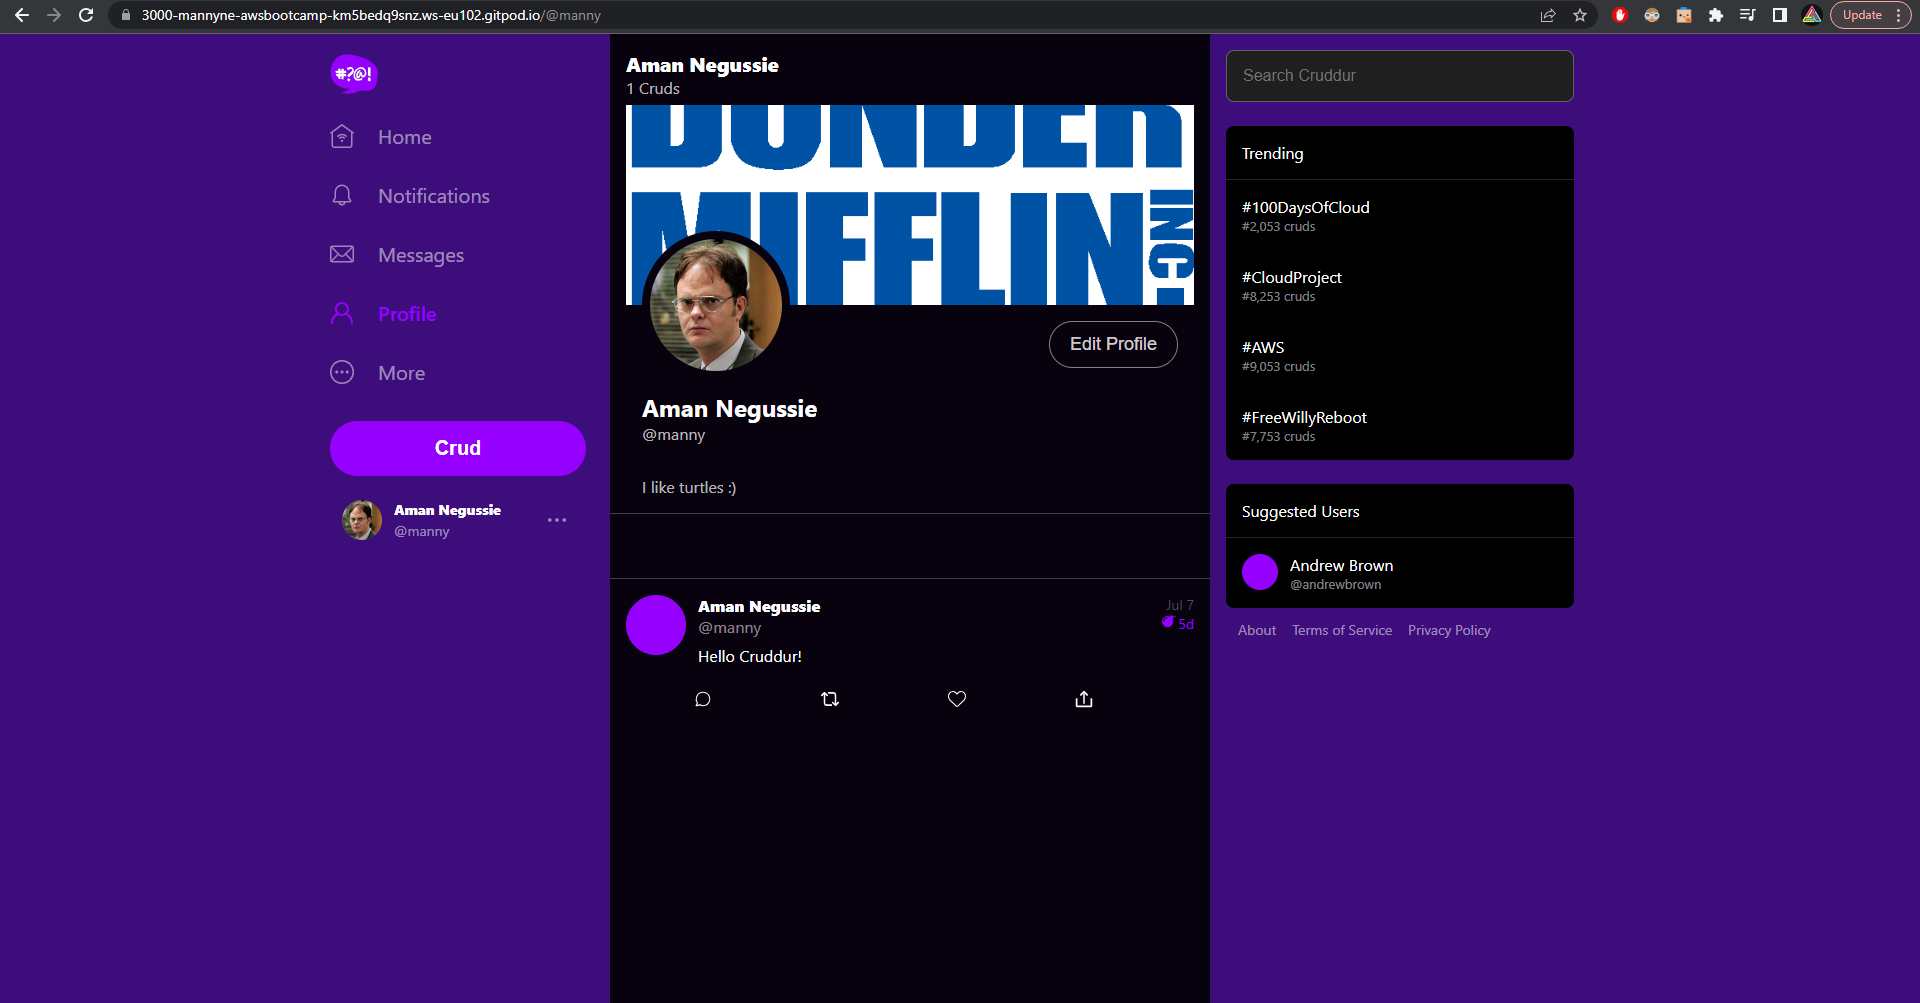 3000-mannyne-awsbootcamp-km5bedq9snz.ws-eu102.gitpod.io/@manny
Update
#?@!
Home
Notifications
Messages
Profile
More
Crud
Aman Negussie
@manny
Aman Negussie
1 Cruds
DUNDER
MIFFLIN INC.
Edit Profile
Aman Negussie
@manny
I like turtles :)
Aman Negussie
@manny
Jul 7
5d
Hello Cruddur!
Search Cruddur
Trending
#100DaysOfCloud
#2,053 cruds
#CloudProject
#8,253 cruds
#AWS
#9,053 cruds
#FreeWillyReboot
#7,753 cruds
Suggested Users
Andrew Brown
@andrewbrown
About Terms of Service Privacy Policy